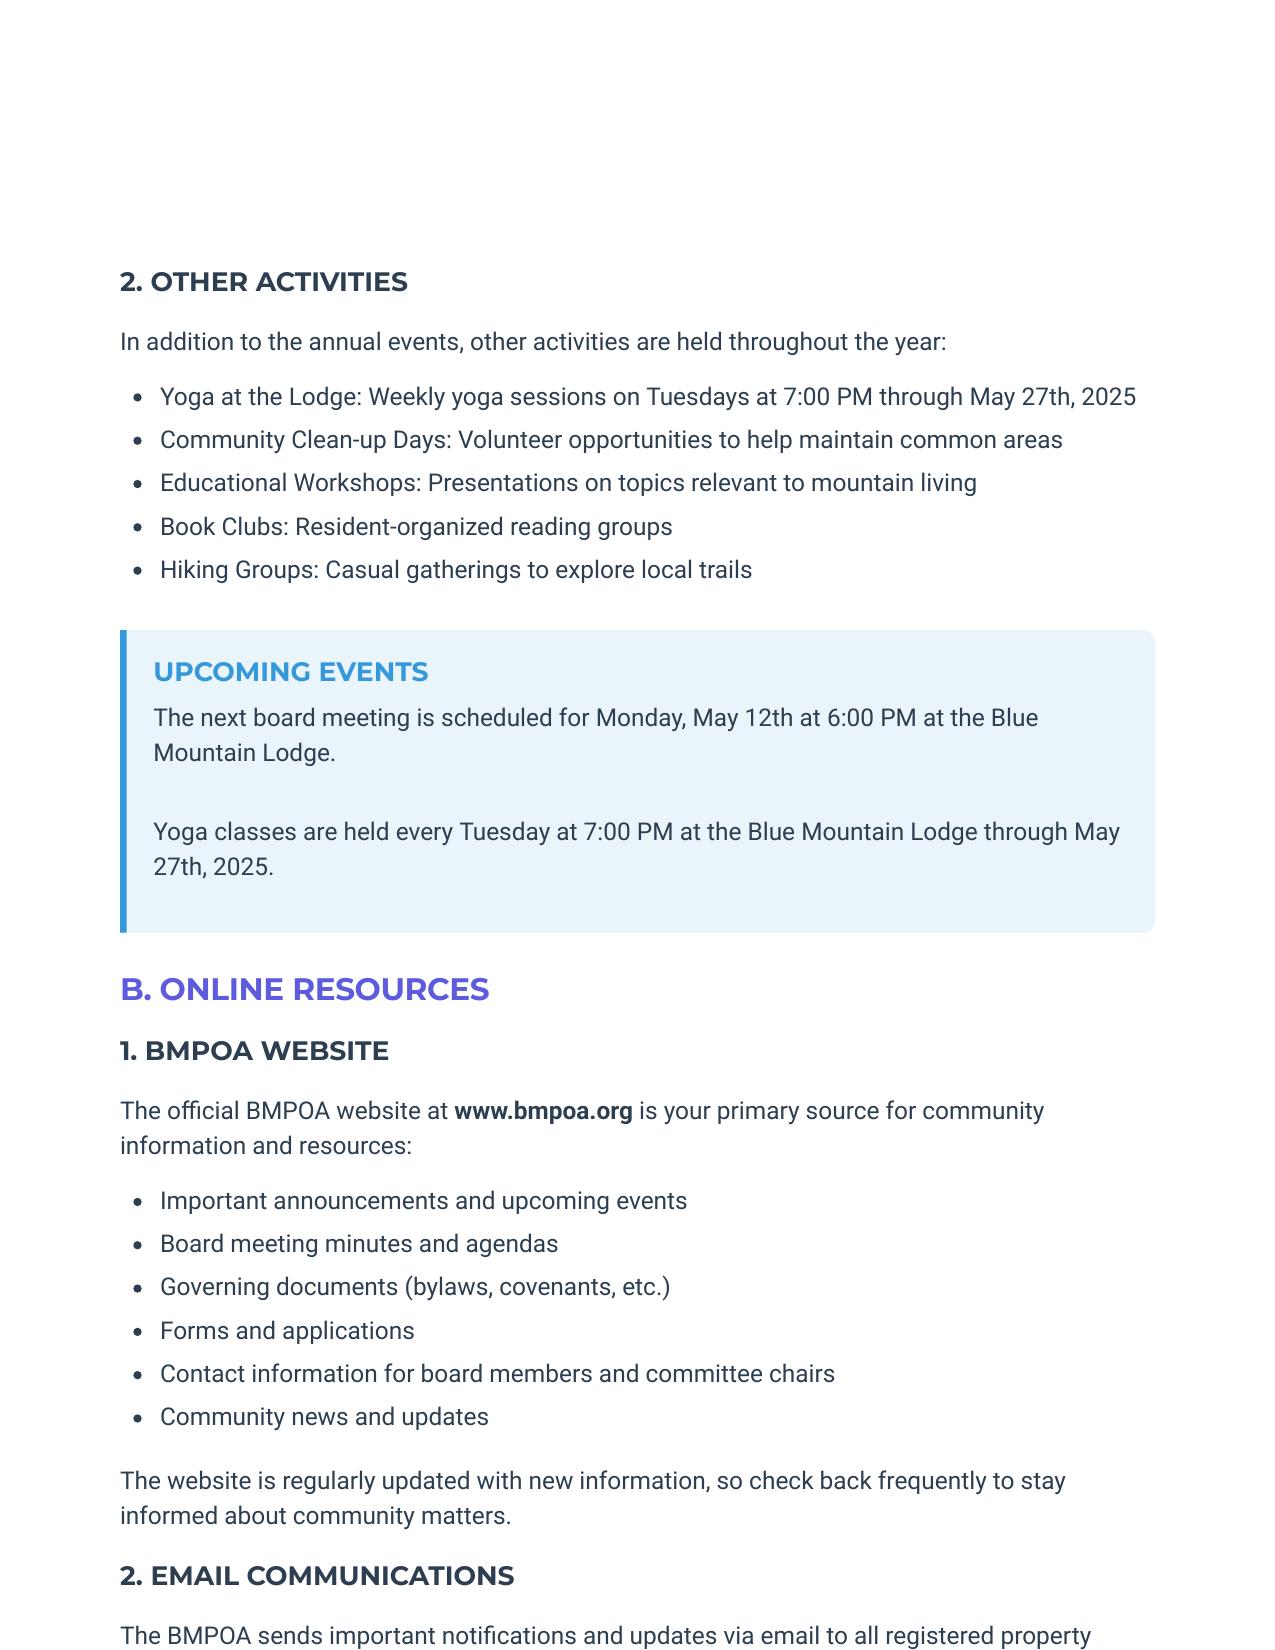 2. OTHER ACTIVITIES
In addition to the annual events, other activities are held throughout the year:
• Yoga at the Lodge: Weekly yoga sessions on Tuesdays at 7:00 PM through May 27th, 2025
• Community Clean-up Days: Volunteer opportunities to help maintain common areas
• Educational Workshops: Presentations on topics relevant to mountain living
• Book Clubs: Resident-organized reading groups
• Hiking Groups: Casual gatherings to explore local trails
UPCOMING EVENTS
The next board meeting is scheduled for Monday, May 12th at 6:00 PM at the Blue
Mountain Lodge.
Yoga classes are held every Tuesday at 7:00 PM at the Blue Mountain Lodge through May
27th, 2025.
B. ONLINE RESOURCES
1. BMPOA WEBSITE
The official BMPOA website at www.bmpoa.org is your primary source for community
information and resources:
• Important announcements and upcoming events
• Board meeting minutes and agendas
• Governing documents (bylaws, covenants, etc.)
• Forms and applications
• Contact information for board members and committee chairs
• Community news and updates
The website is regularly updated with new information, so check back frequently to stay
informed about community matters.
2. EMAIL COMMUNICATIONS
The BMPOA sends important notifications and updates via email to all registered property